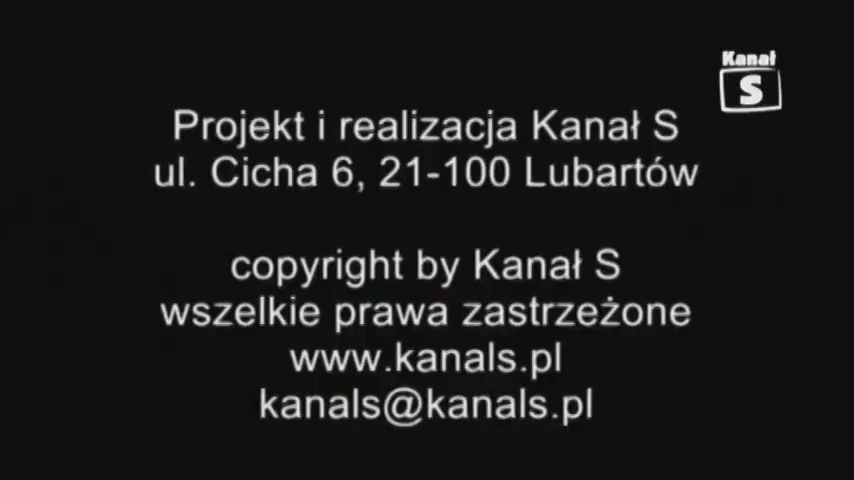 Kanał
S
Projekt i realizacja Kanał S
ul. Cicha 6, 21-100 Lubartów
copyright by Kanał S
wszelkie prawa zastrzeżone
www.kanals.pl
kanals@kanals.pl